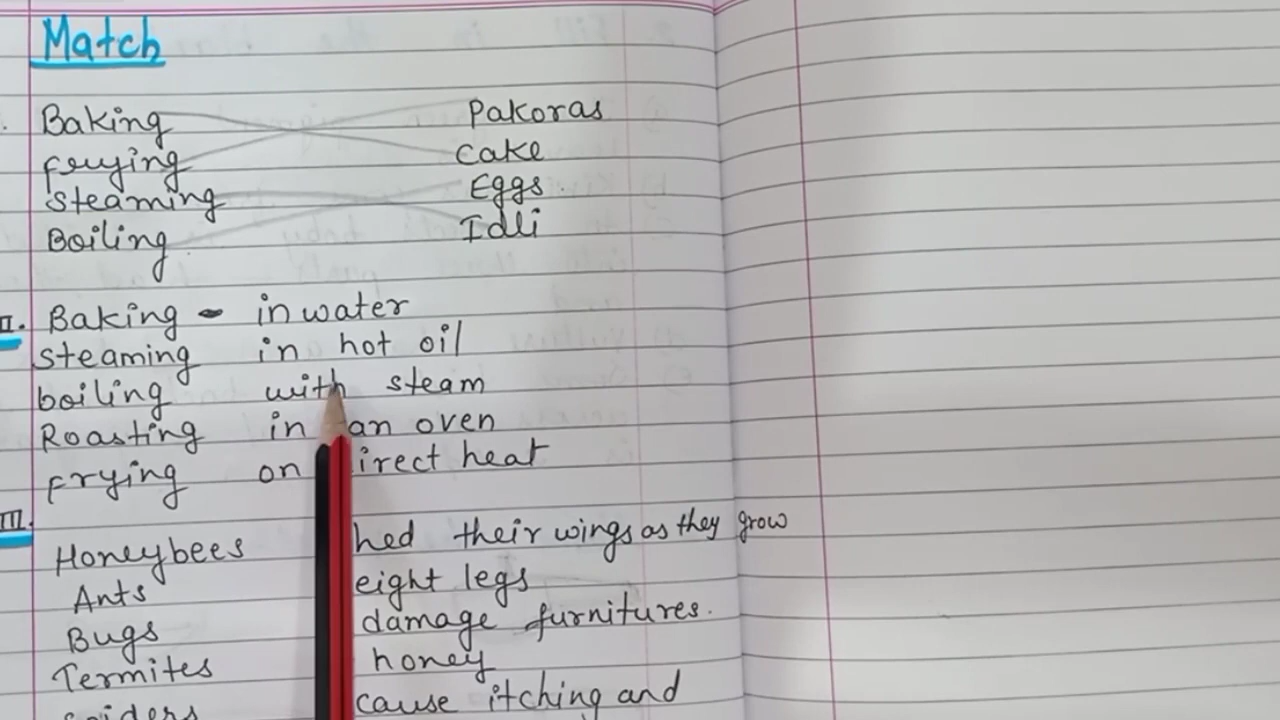 Match
Baking Pakoras
Frying Cake
Steaming Eggs
Boiling Idli
II. Baking - in water
Steaming in hot oil
boiling with steam
Roasting in an oven
Frying on irect heat
III.
Honeybees hed their wings as they grow
Ants eight legs
Bugs damage furnitures.
Termites honey
cause itching and